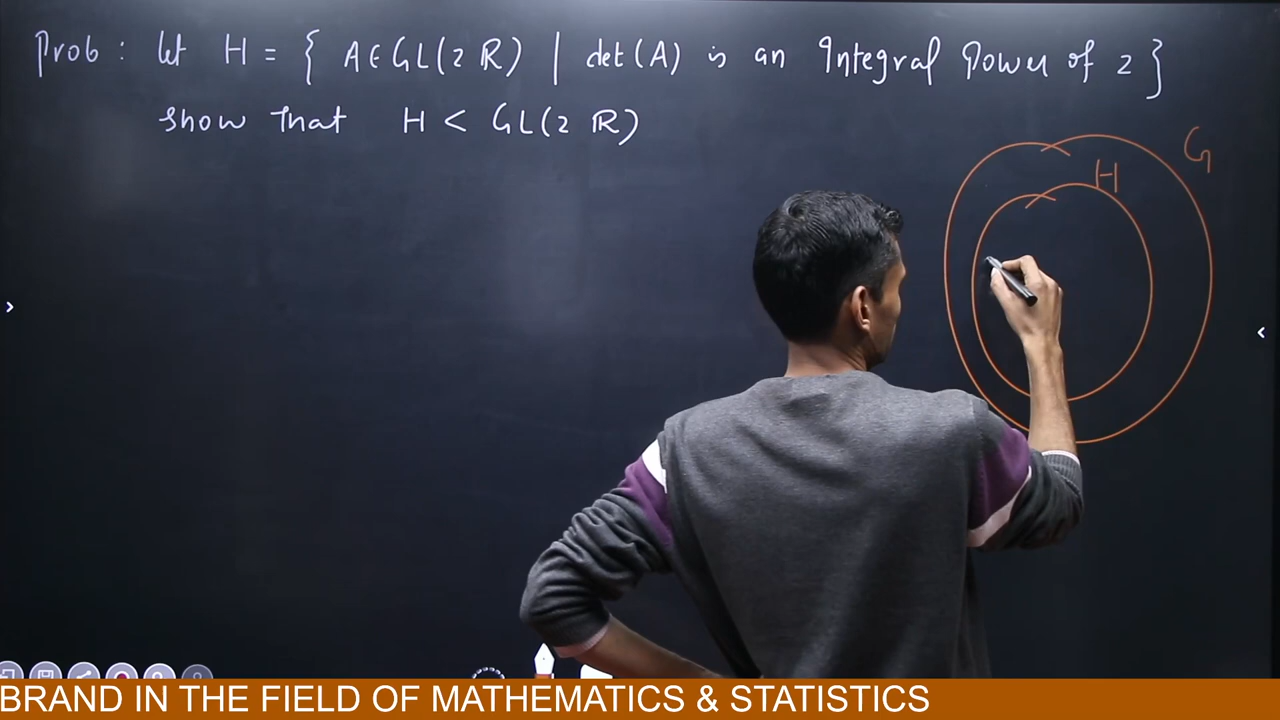 Prob : let H = { A ∈ GL(2 ℝ) | det(A) is an Integral Power of 2 }
show that H < GL(2 ℝ)
G
H
BRAND IN THE FIELD OF MATHEMATICS & STATISTICS